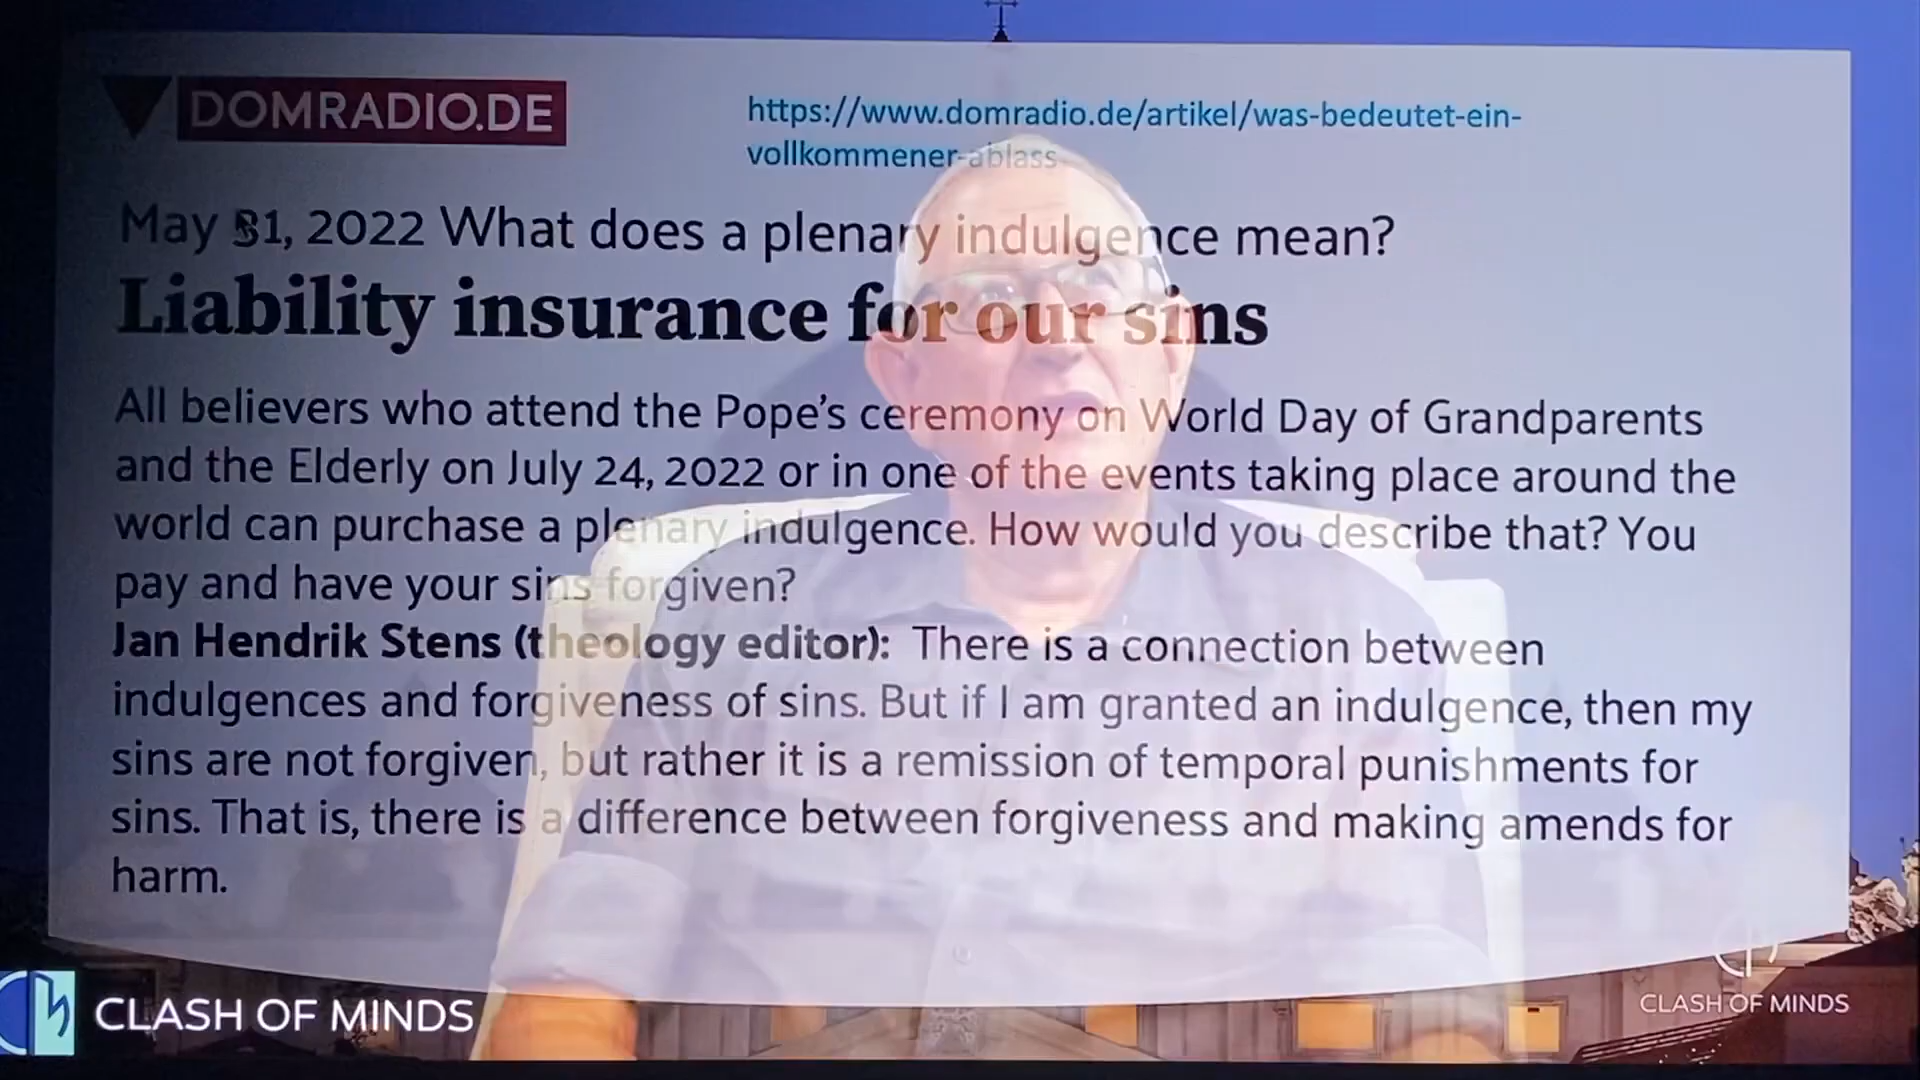 DOMRADIO.DE
https://www.domradio.de/artikel/was-bedeutet-ein-
vollkommener-ablass
May 31, 2022 What does a plenary indulgence mean?
Liability insurance for our sins
All believers who attend the Pope's ceremony on World Day of Grandparents
and the Elderly on July 24, 2022 or in one of the events taking place around the
world can purchase a plenary indulgence. How would you describe that? You
pay and have your sins forgiven?
Jan Hendrik Stens (theology editor): There is a connection between
indulgences and forgiveness of sins. But if I am granted an indulgence, then my
sins are not forgiven, but rather it is a remission of temporal punishments for
sins. That is, there is a difference between forgiveness and making amends for
harm.
CLASH OF MINDS
CLASH OF MINDS